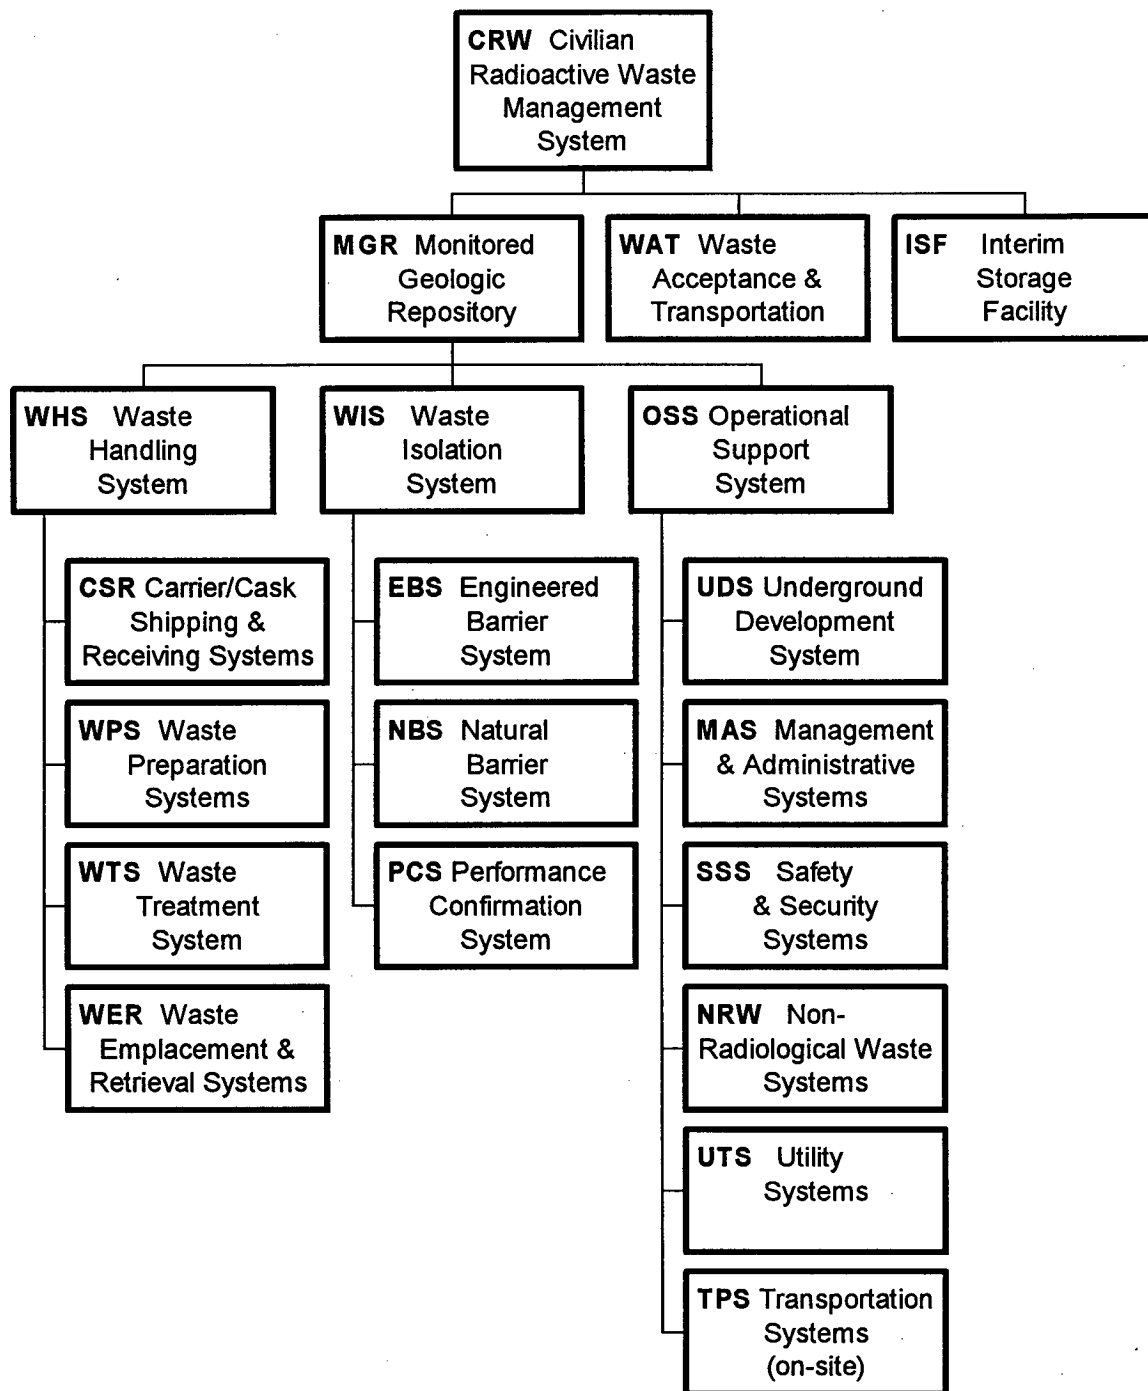 CRW Civilian
Radioactive Waste
Management
System
MGR Monitored
Geologic
Repository
WAT Waste
Acceptance &
Transportation
ISF Interim
Storage
Facility
WHS Waste
Handling
System
WIS Waste
Isolation
System
OSS Operational
Support
System
CSR Carrier/Cask
Shipping &
Receiving Systems
WPS Waste
Preparation
Systems
WTS Waste
Treatment
System
WER Waste
Emplacement &
Retrieval Systems
EBS Engineered
Barrier
System
NBS Natural
Barrier
System
PCS Performance
Confirmation
System
UDS Underground
Development
System
MAS Management
& Administrative
Systems
SSS Safety
& Security
Systems
NRW Non-
Radiological Waste
Systems
UTS Utility
Systems
TPS Transportation
Systems
(on-site)